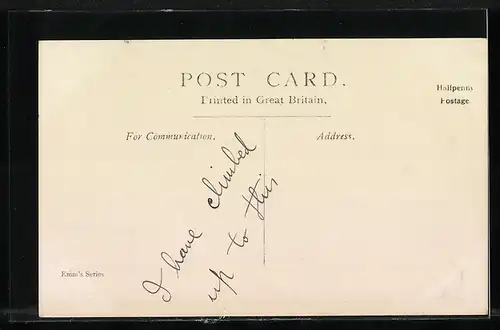 POST CARD.
Printed in Great Britain.
Halfpenny
Postage
For Communication.
Address.
I have climbed
up to this
Emm's Series